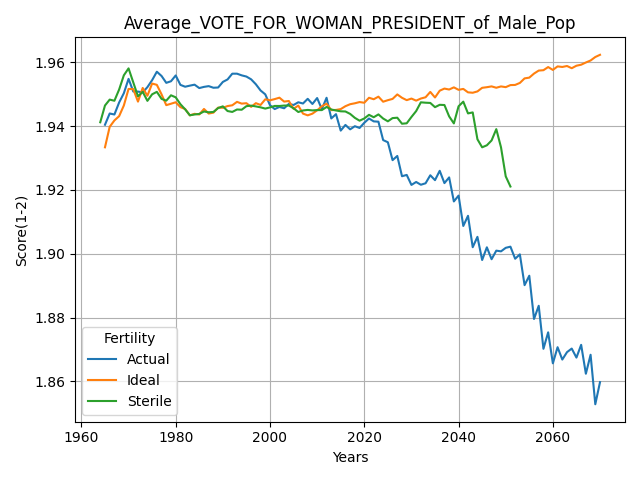 Average_VOTE_FOR_WOMAN_PRESIDENT_of_Male_Pop
Score(1-2)
1.96
1.94
1.92
1.90
1.88
1.86
Fertility
Actual
Ideal
Sterile
1960
1980
2000
2020
2040
2060
Years